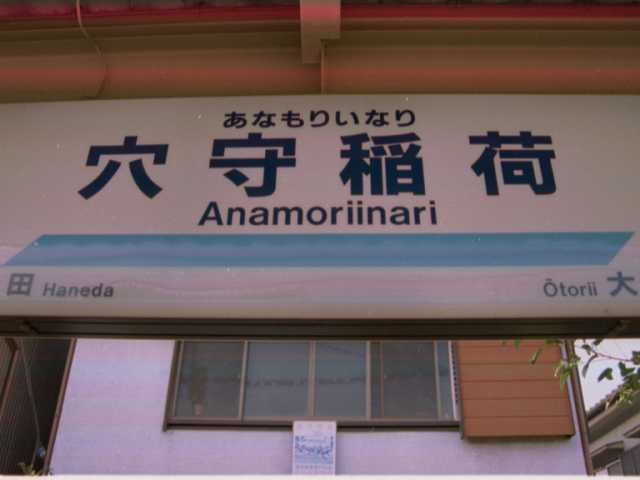 あなもりいなり
穴守稲荷
Anamoriinari
田 Haneda
Ōtorii 大